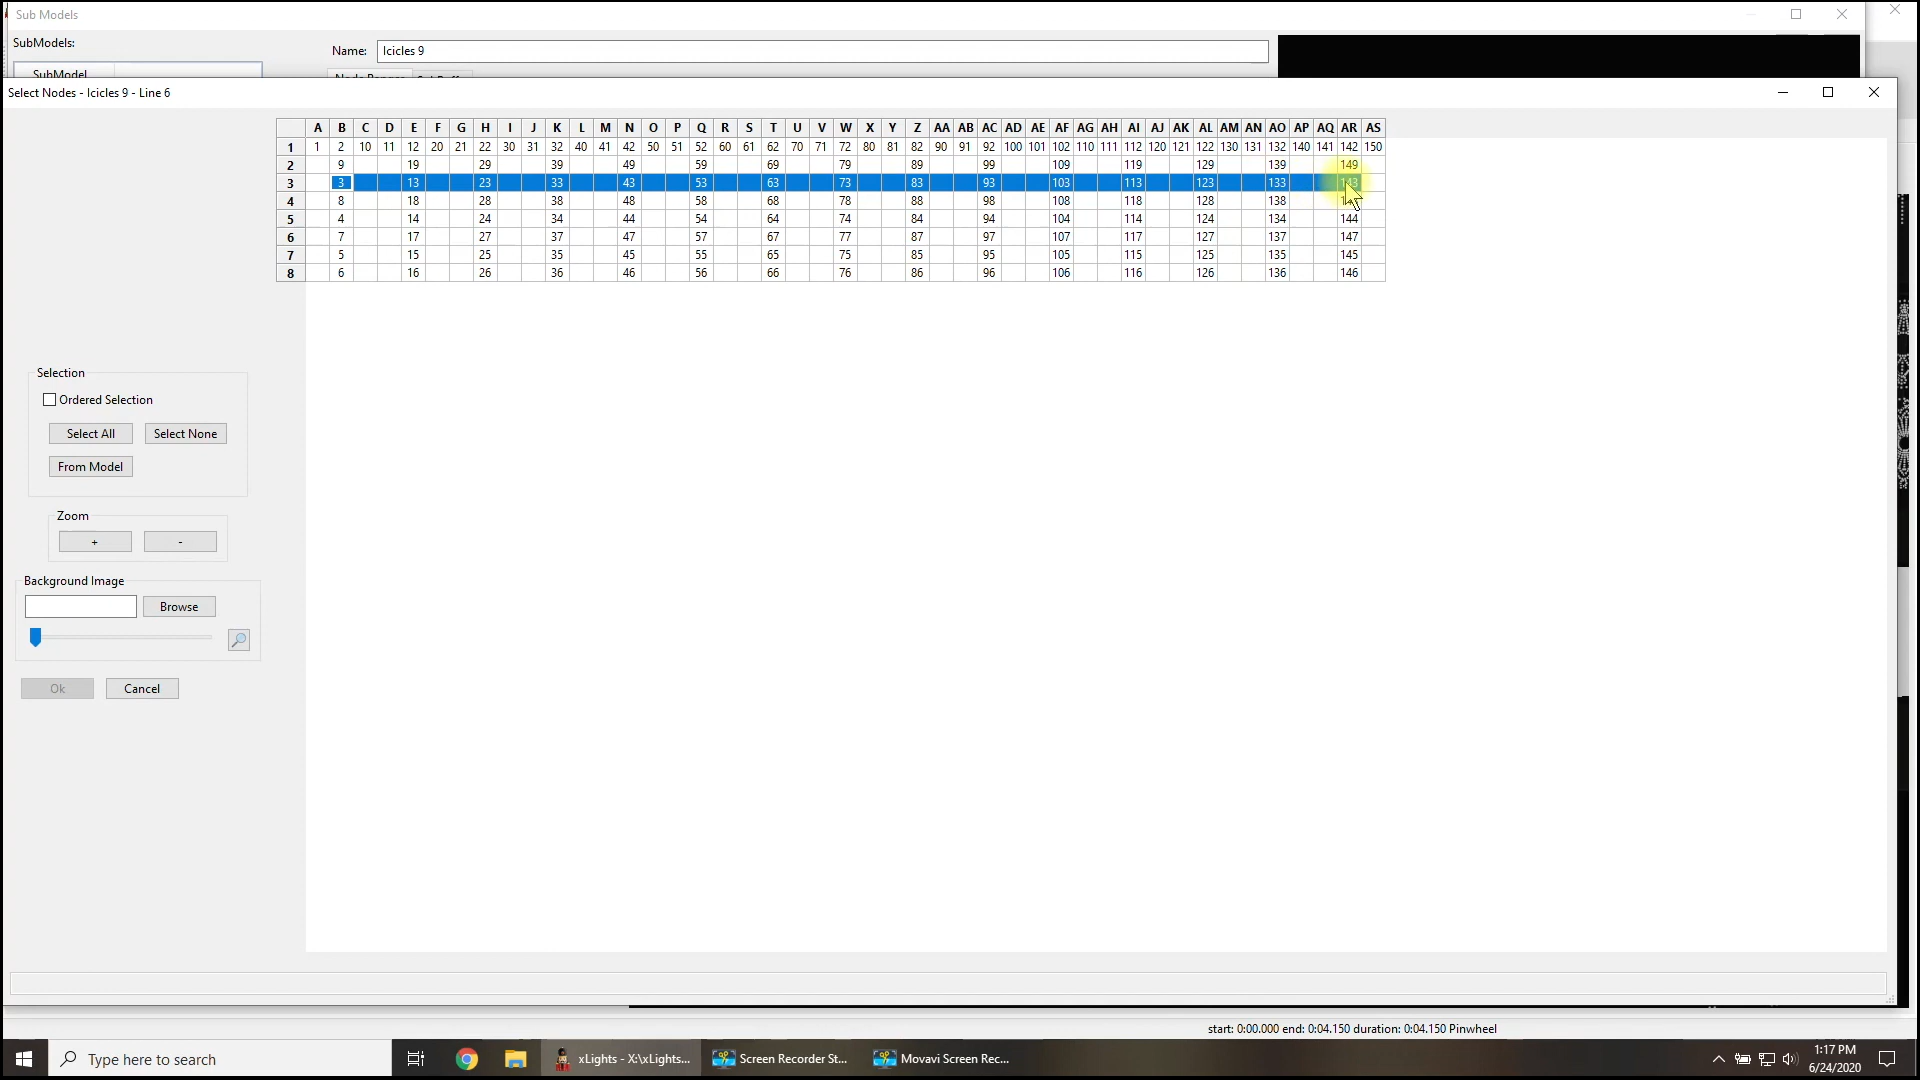 Sub Models
SubModels:
Name: Icicles 9
SubModel
Select Nodes - Icicles 9 - Line 6
A B C D E F G H I J K L M N O P Q R S T U V W X Y Z AA AB AC AD AE AF AG AH AI AJ AK AL AM AN AO AP AQ AR AS
1 1 2 10 11 12 20 21 22 30 31 32 40 41 42 50 51 52 60 61 62 70 71 72 80 81 82 90 91 92 100 101 102 110 111 112 120 121 122 130 131 132 140 141 142 150
2 9 19 29 39 49 59 69 79 89 99 109 119 129 139 149
3 3 13 23 33 43 53 63 73 83 93 103 113 123 133 143
4 8 18 28 38 48 58 68 78 88 98 108 118 128 138
5 4 14 24 34 44 54 64 74 84 94 104 114 124 134 144
6 7 17 27 37 47 57 67 77 87 97 107 117 127 137 147
7 5 15 25 35 45 55 65 75 85 95 105 115 125 135 145
8 6 16 26 36 46 56 66 76 86 96 106 116 126 136 146
Selection
Ordered Selection
Select All Select None
From Model
Zoom
+ -
Background Image
Browse
Ok Cancel
start: 0:00.000 end: 0:04.150 duration: 0:04.150 Pinwheel
Type here to search
xLights - X:\xLights...
Screen Recorder St...
Movavi Screen Rec...
1:17 PM
6/24/2020